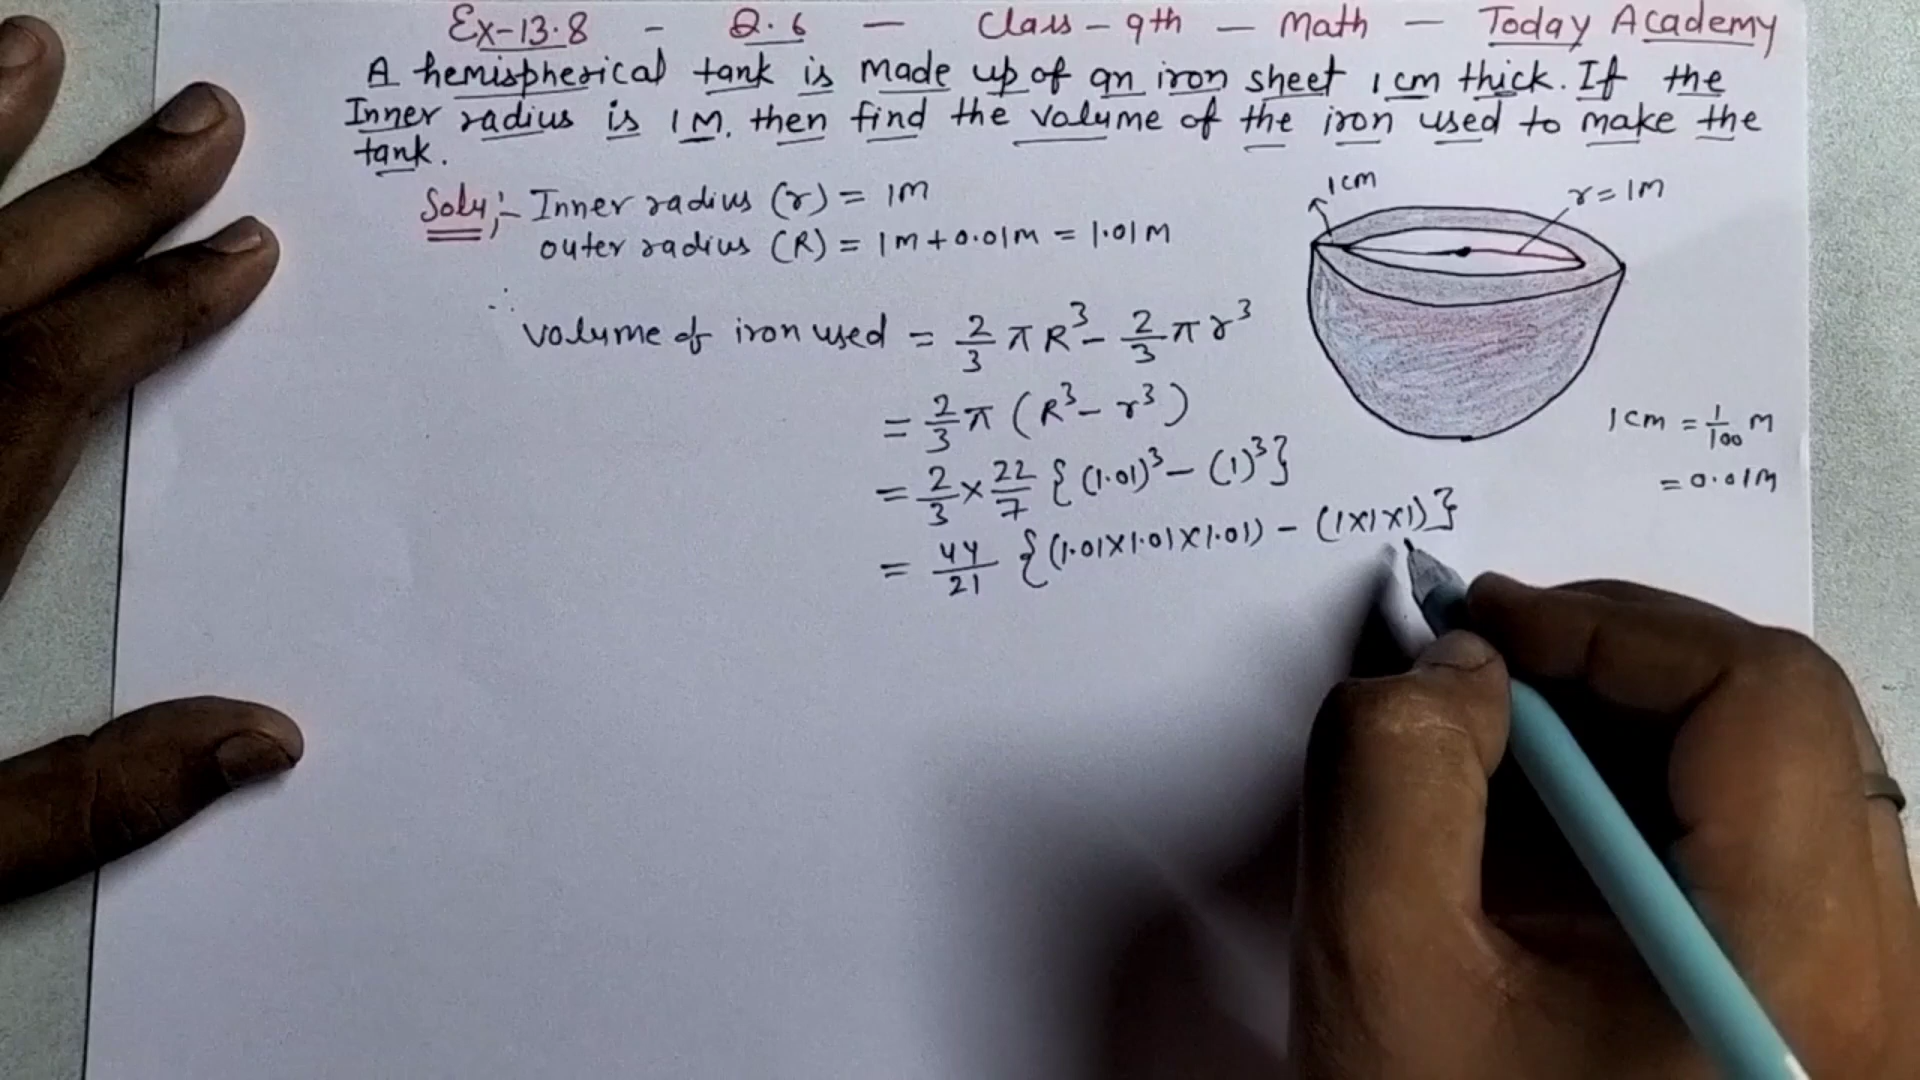 Ex-13.8 - Q.6 - Class-9th - Math - Today Academy
A hemispherical tank is made up of an iron sheet 1cm thick. If the
Inner radius is 1M. then find the volume of the iron used to make the
tank.
Soln:- Inner radius (r) = 1M
outer radius (R) = 1M+0.01M = 1.01M
∴ volume of iron used = 2/3 πR³ - 2/3 πr³
= 2/3 π (R³ - r³)
= 2/3 × 22/7 {(1.01)³ - (1)³}
= 44/21 {(1.01×1.01×1.01) - (1×1×1)}
1cm
r=1M
1cm = 1/100 M
= 0.01M